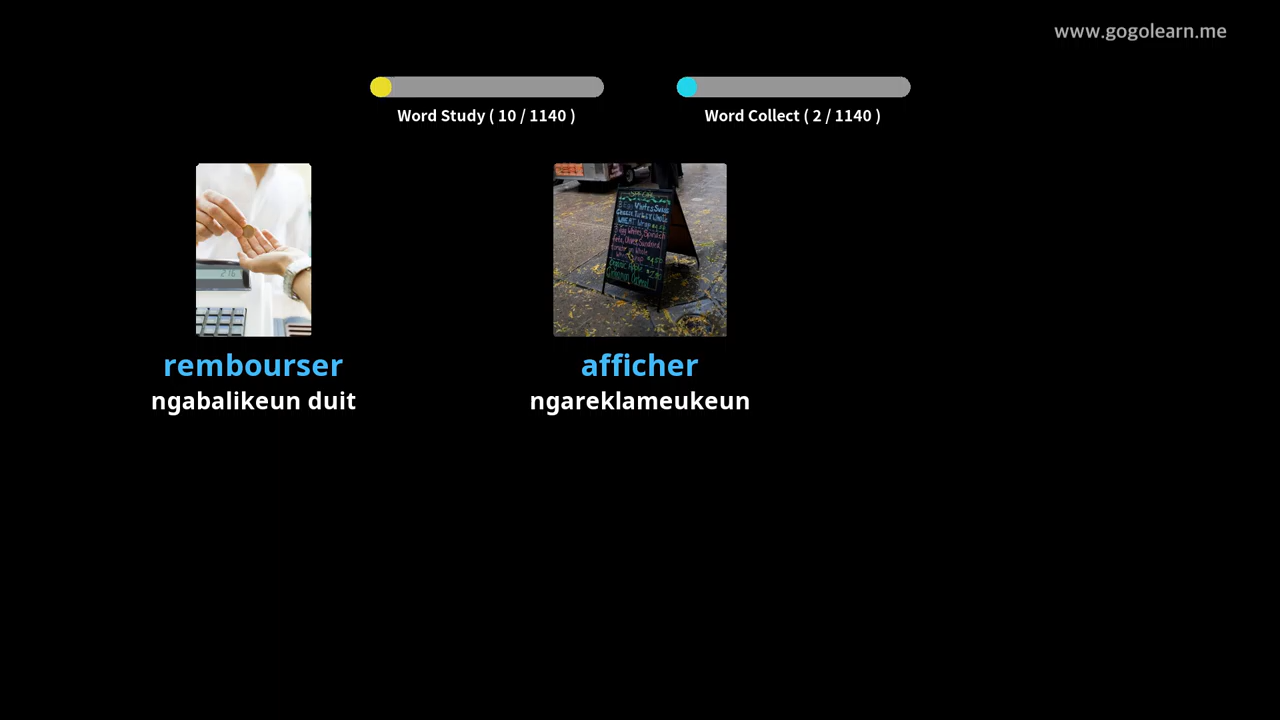 www.gogolearn.me
Word Study ( 10 / 1140 )
Word Collect ( 2 / 1140 )
rembourser
ngabalikeun duit
afficher
ngareklameukeun